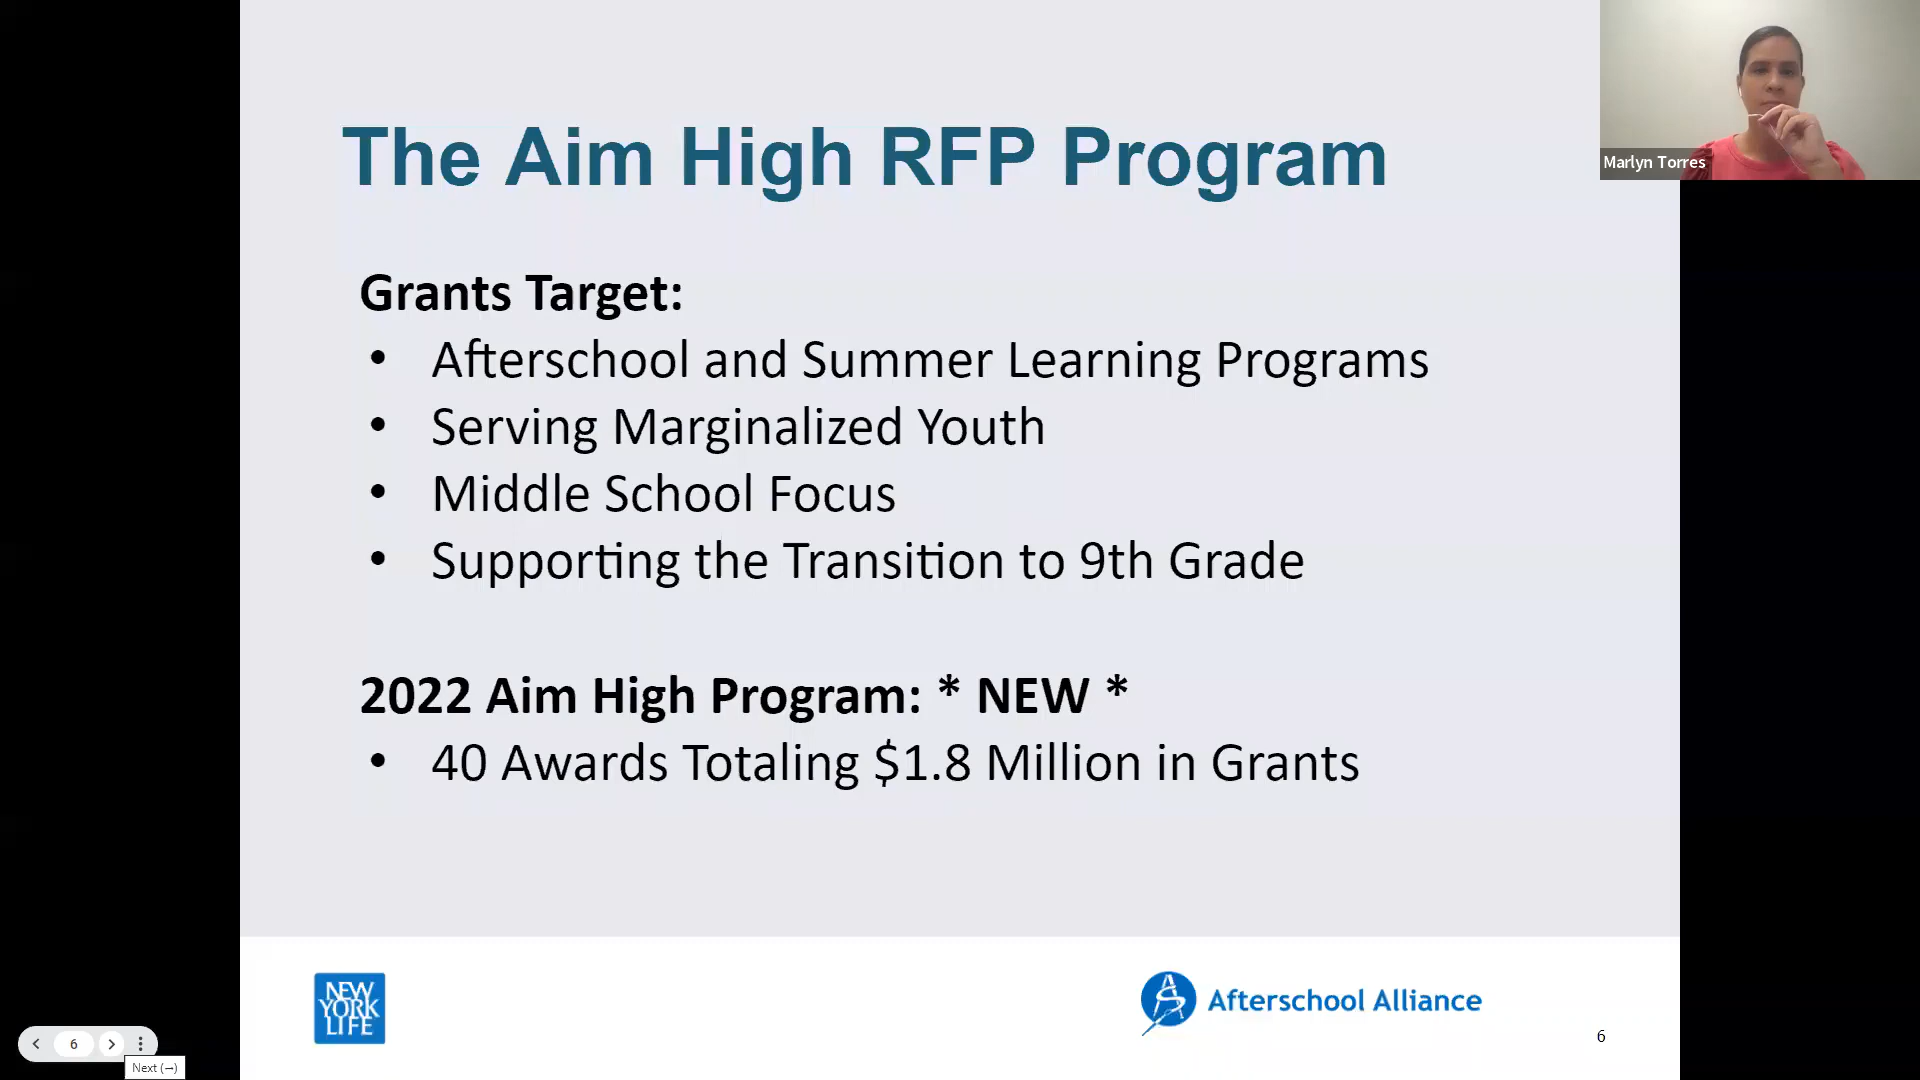 The Aim High RFP Program
Marlyn Torres
Grants Target:
• Afterschool and Summer Learning Programs
• Serving Marginalized Youth
• Middle School Focus
• Supporting the Transition to 9th Grade
2022 Aim High Program: * NEW *
• 40 Awards Totaling $1.8 Million in Grants
NEW
YORK
LIFE
Afterschool Alliance
6
6
Next (→)